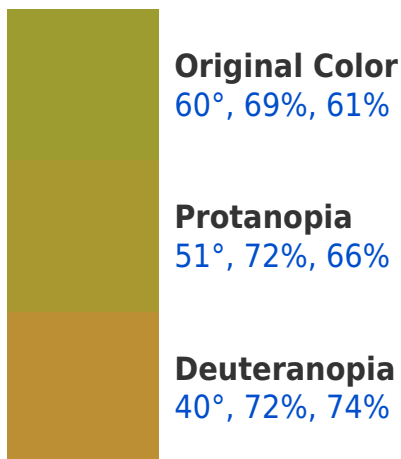 Original Color
60°, 69%, 61%
Protanopia
51°, 72%, 66%
Deuteranopia
40°, 72%, 74%